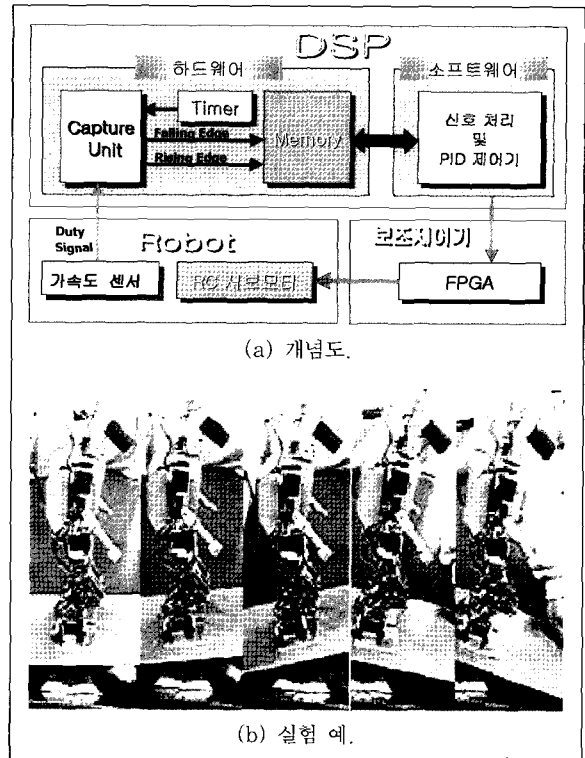 DSP
하드웨어
소프트웨어
Timer
Capture
Unit
Falling Edge
Rising Edge
Memory
신호 처리
및
PID 제어기
Duty
Signal
Robot
보조제어기
가속도 센서
RC 서보모터
FPGA
(a) 개념도.
(b) 실험 예.